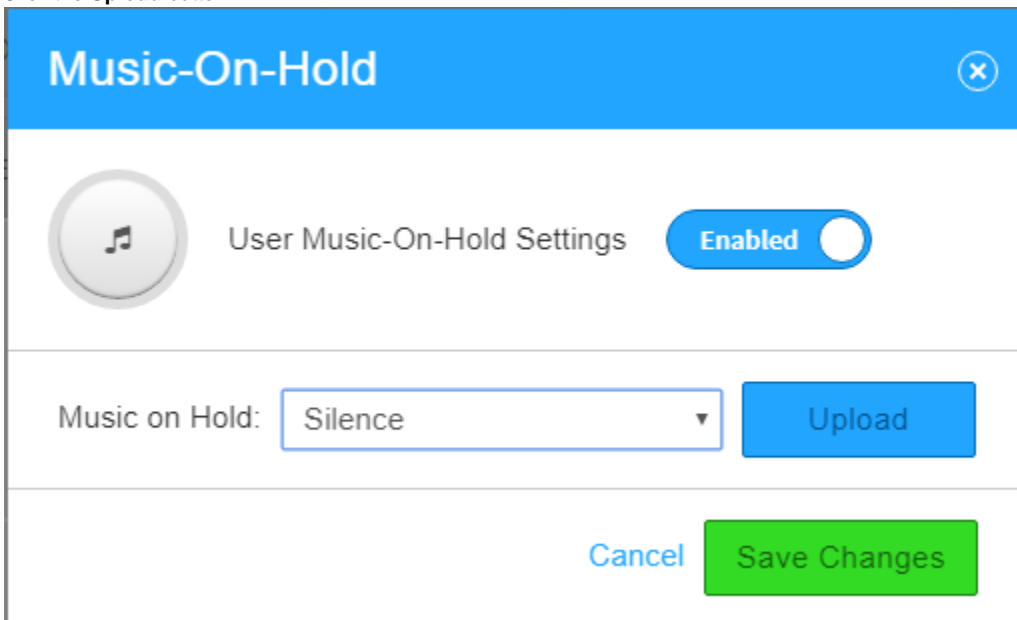 Music-On-Hold
User Music-On-Hold Settings Enabled
Music on Hold: Silence Upload
Cancel Save Changes